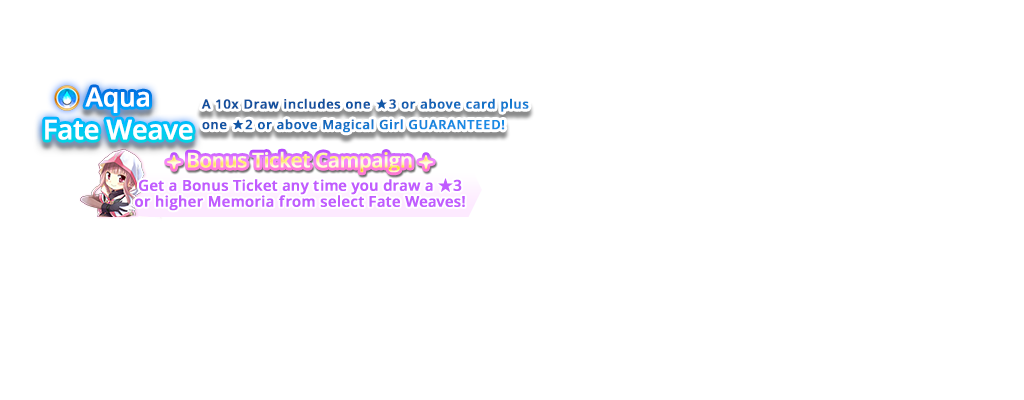 Aqua
Fate Weave
A 10x Draw includes one ★3 or above card plus
one ★2 or above Magical Girl GUARANTEED!
Bonus Ticket Campaign
Get a Bonus Ticket any time you draw a ★3
or higher Memoria from select Fate Weaves!